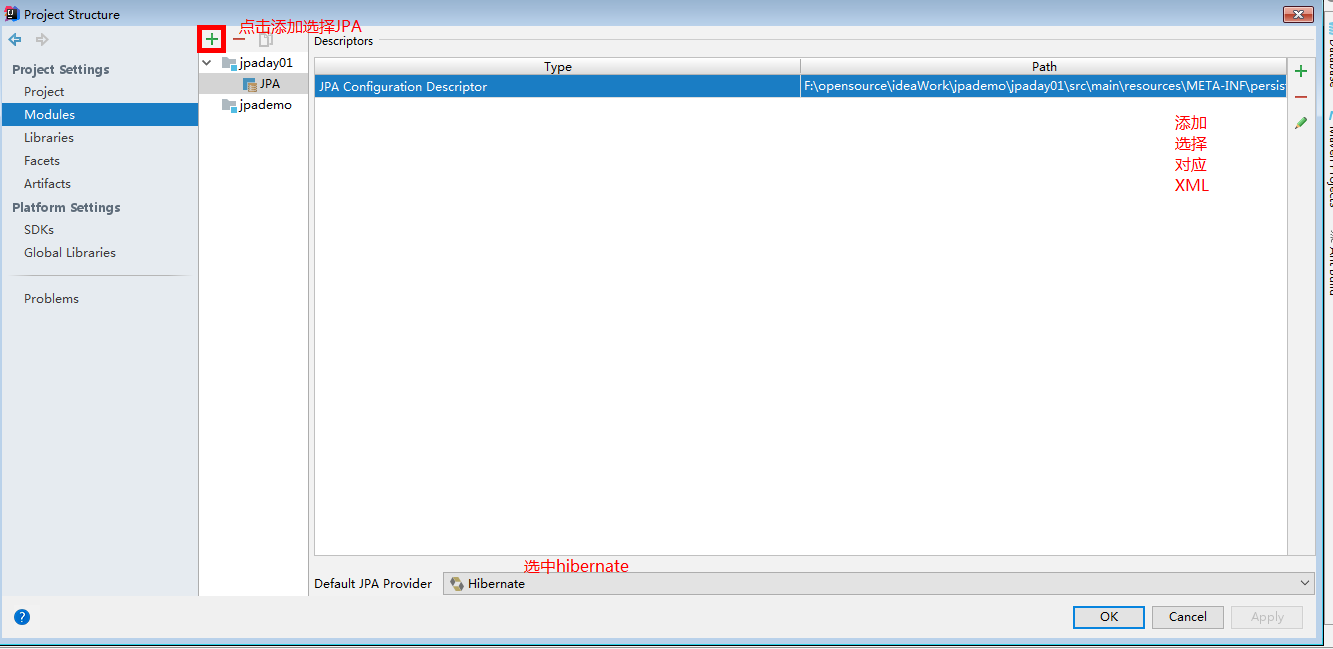 Project Structure
点击添加选择JPA
Descriptors
Project Settings
Project
Modules
Libraries
Facets
Artifacts
Platform Settings
SDKs
Global Libraries
Problems
jpaday01
JPA
jpademo
Type
Path
JPA Configuration Descriptor
F:\opensource\ideaWork\jpademo\jpaday01\src\main\resources\META-INF\persis
添加
选择
对应
XML
选中hibernate
Default JPA Provider
Hibernate
?
OK
Cancel
Apply